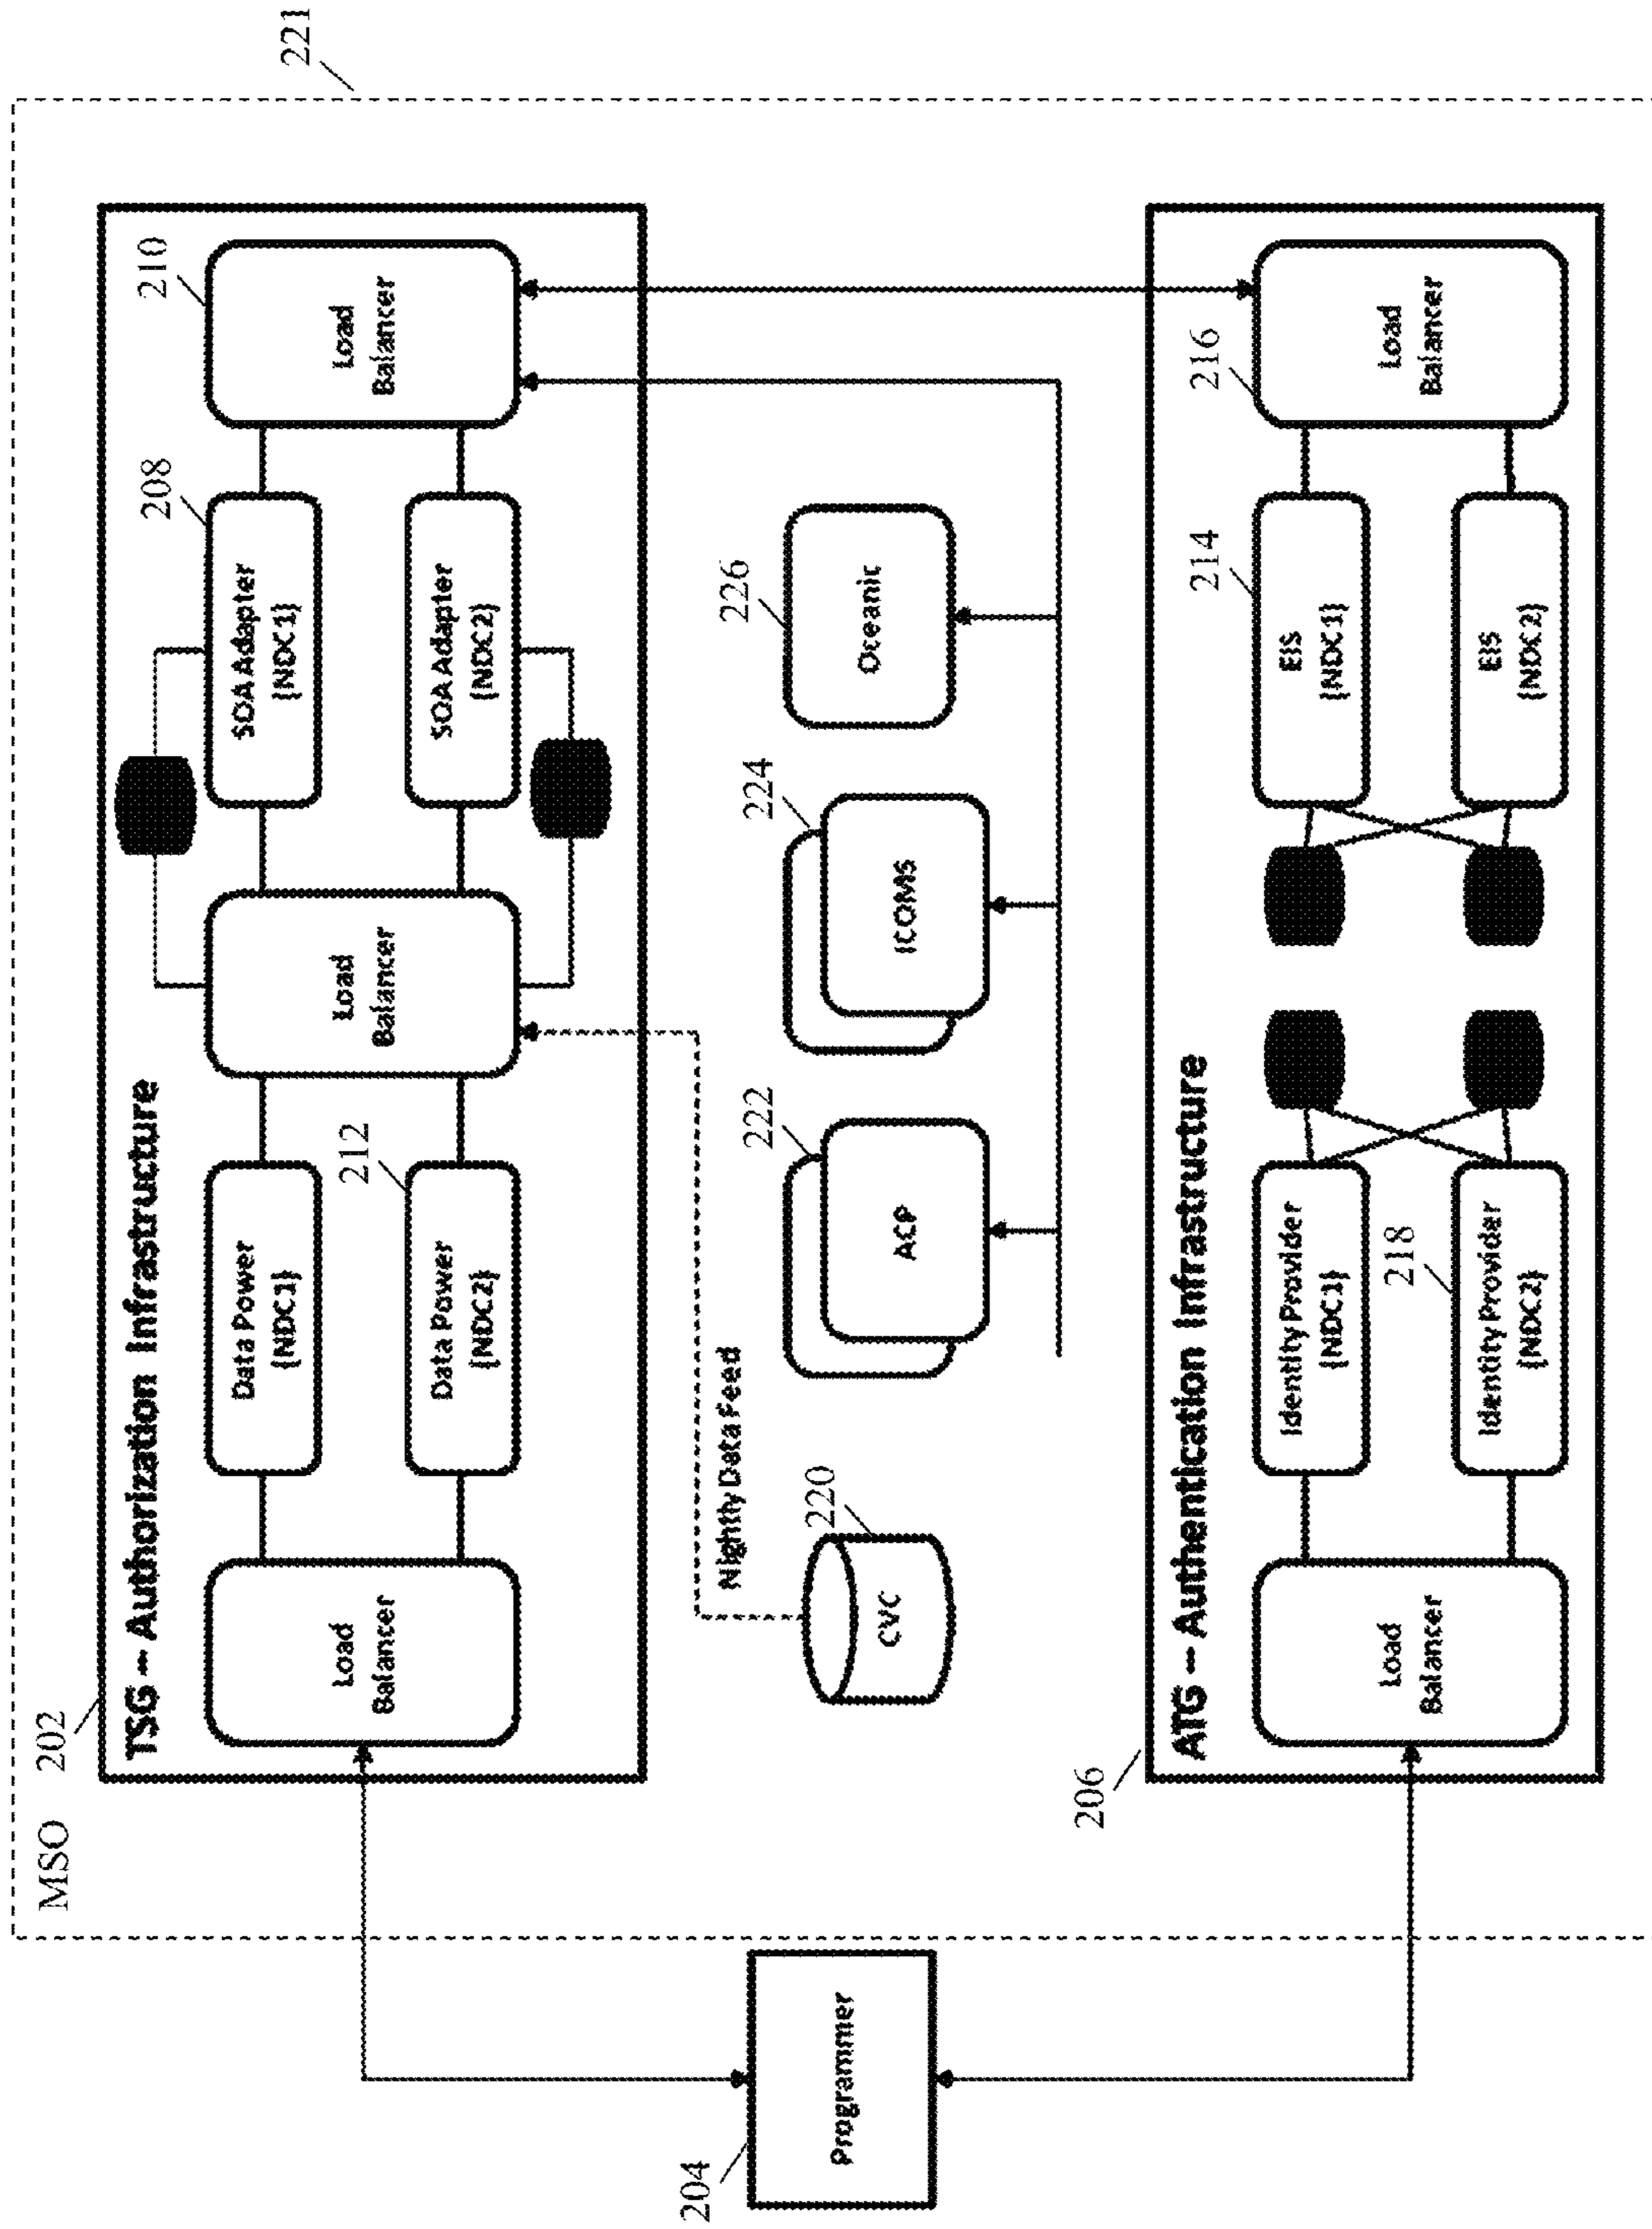 MSO
221
202
TSG -- Authorization Infrastructure
Load
Balancer
Data Power
{NDC1}
Data Power
{NDC2}
212
Load
Balancer
SOA Adapter
{NDC1}
208
SOA Adapter
{NDC2}
Load
Balancer
210
Nightly Data Feed
CVC
220
ACP
222
ICOMS
224
Oceanic
226
Programmer
204
206
ATG -- Authentication Infrastructure
Load
Balancer
Identity Provider
{NDC1}
218
Identity Provider
{NDC2}
EIS
{NDC1}
214
EIS
{NDC2}
Load
Balancer
216